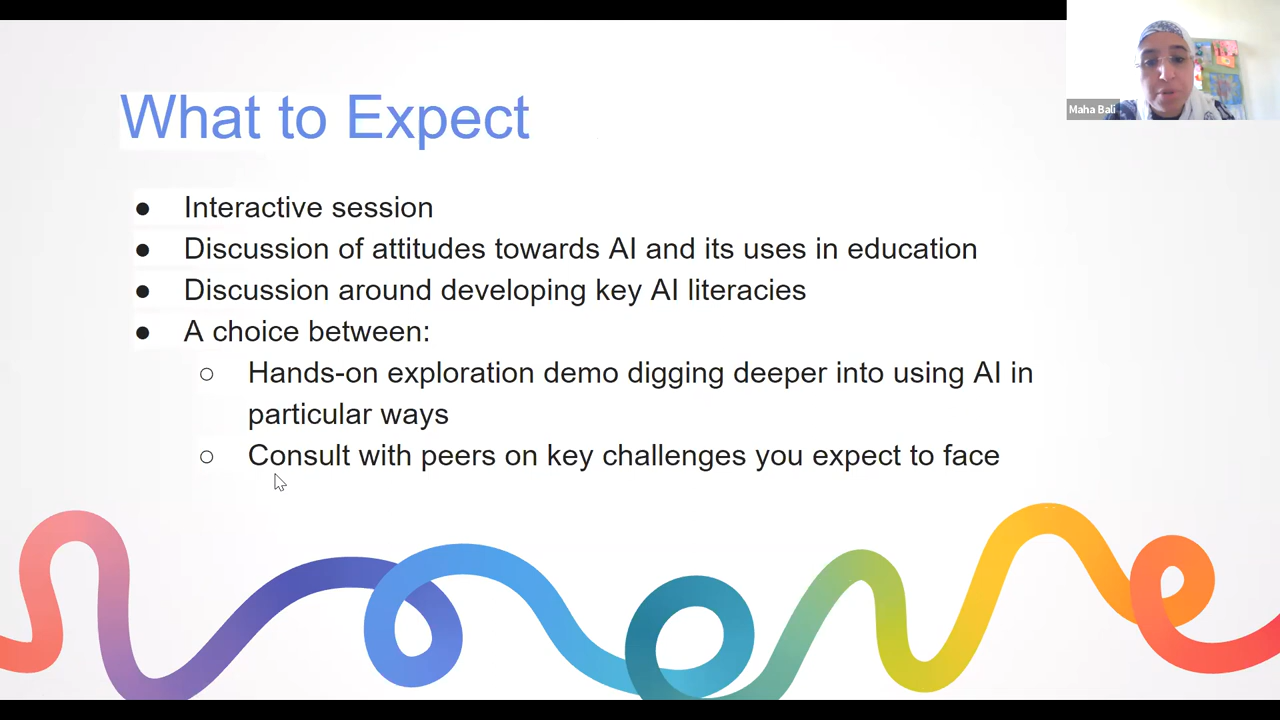 What to Expect
Maha Bali
● Interactive session
● Discussion of attitudes towards AI and its uses in education
● Discussion around developing key AI literacies
● A choice between:
○ Hands-on exploration demo digging deeper into using AI in
particular ways
○ Consult with peers on key challenges you expect to face